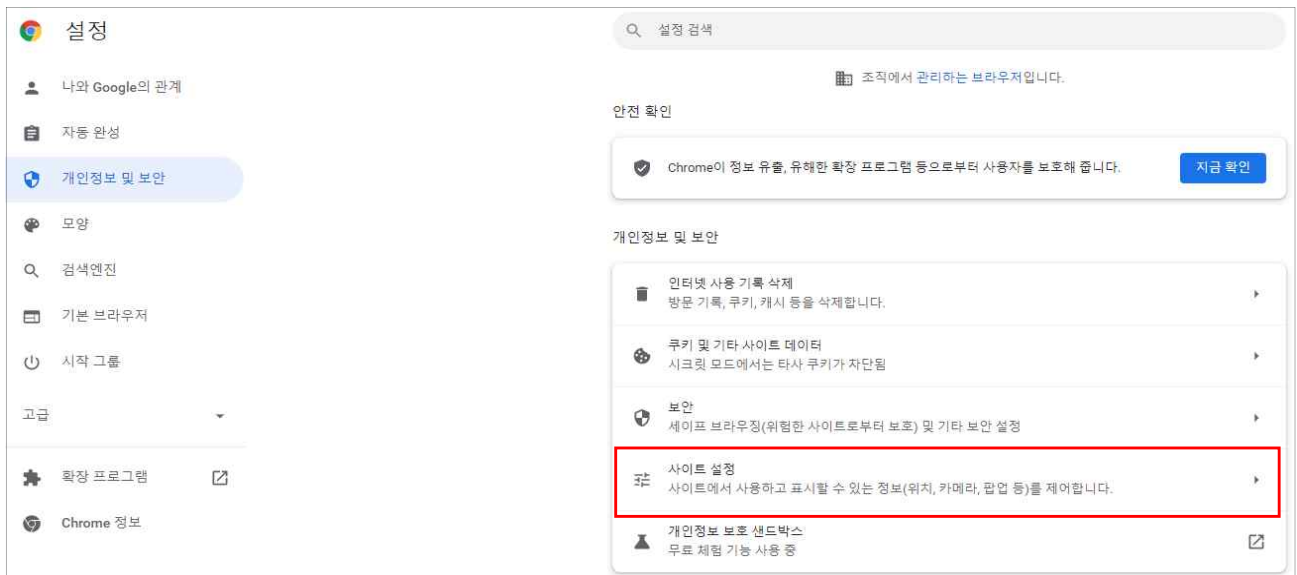 설정
나와 Google의 관계
자동 완성
개인정보 및 보안
모양
검색엔진
기본 브라우저
시작 그룹
고급
확장 프로그램
Chrome 정보
설정 검색
조직에서 관리하는 브라우저입니다.
안전 확인
Chrome이 정보 유출, 유해한 확장 프로그램 등으로부터 사용자를 보호해 줍니다.
지금 확인
개인정보 및 보안
인터넷 사용 기록 삭제
방문 기록, 쿠키, 캐시 등을 삭제합니다.
쿠키 및 기타 사이트 데이터
시크릿 모드에서는 타사 쿠키가 차단됨
보안
세이프 브라우징(위험한 사이트로부터 보호) 및 기타 보안 설정
사이트 설정
사이트에서 사용하고 표시할 수 있는 정보(위치, 카메라, 팝업 등)를 제어합니다.
개인정보 보호 샌드박스
무료 체험 기능 사용 중